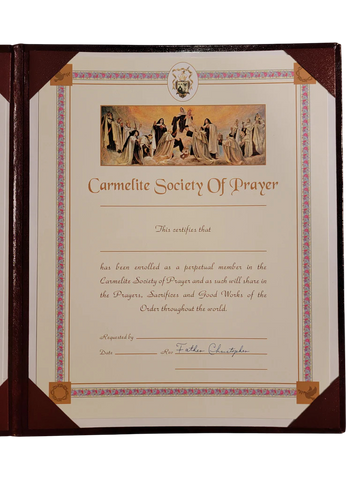 Carmelite Society Of Prayer
This certifies that
has been enrolled as a perpetual member in the
Carmelite Society of Prayer and as such will share in
the Prayers, Sacrifices and Good Works of the
Order throughout the world.
Requested by
Date Rev. Father Christopher